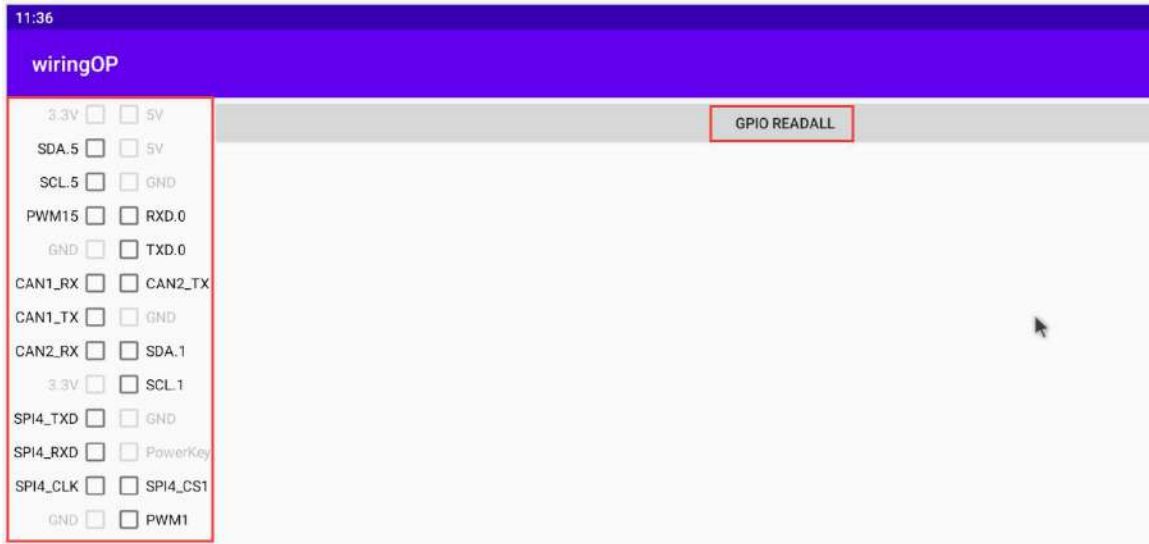 11:36
wiringOP
3.3V 5V
GPIO READALL
SDA.5 5V
SCL.5 GND
PWM15 RXD.0
GND TXD.0
CAN1_RX CAN2_TX
CAN1_TX GND
CAN2_RX SDA.1
3.3V SCL.1
SPI4_TXD GND
SPI4_RXD PowerKey
SPI4_CLK SPI4_CS1
GND PWM1